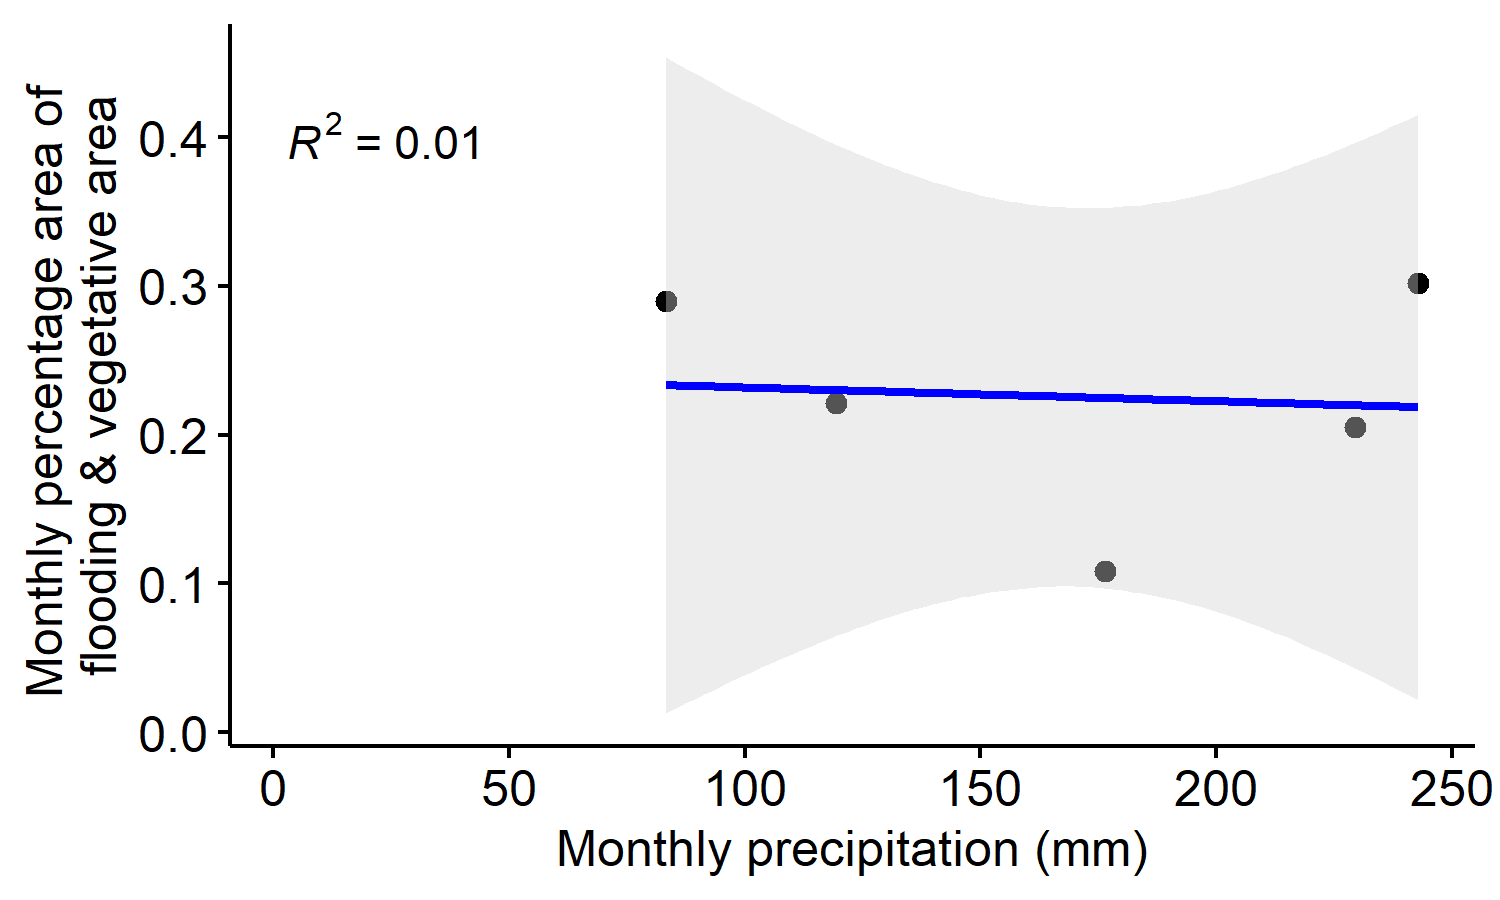 Monthly percentage area of
flooding & vegetative area
0.4
0.3
0.2
0.1
0.0
R² = 0.01
0 50 100 150 200 250
Monthly precipitation (mm)